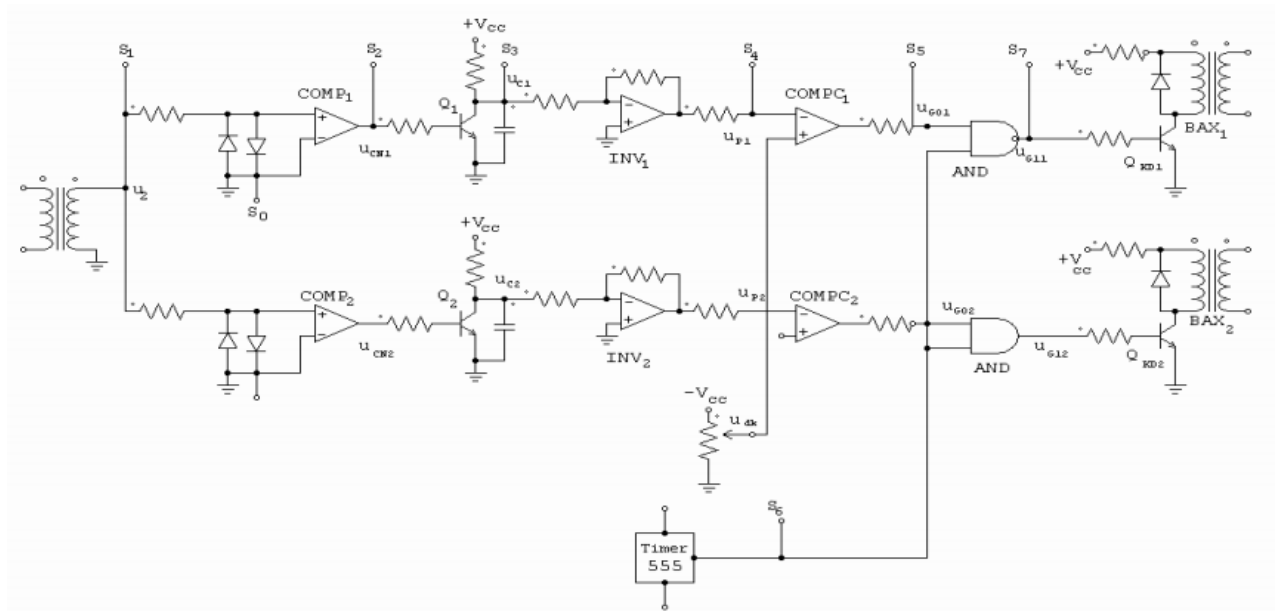 +Vcc
S1
S2
S3
S4
S5
S7
+Vcc
uC1
COMP1
COMPC1
Q1
uG01
uCN1
INV1
uP1
uG11
QKD1
BAX1
AND
u2
S0
+Vcc
+Vcc
uC2
COMP2
Q2
uP2
COMPC2
uG02
BAX2
uCN2
INV2
uG12
QKD2
AND
-Vcc
udk
S6
Timer
555